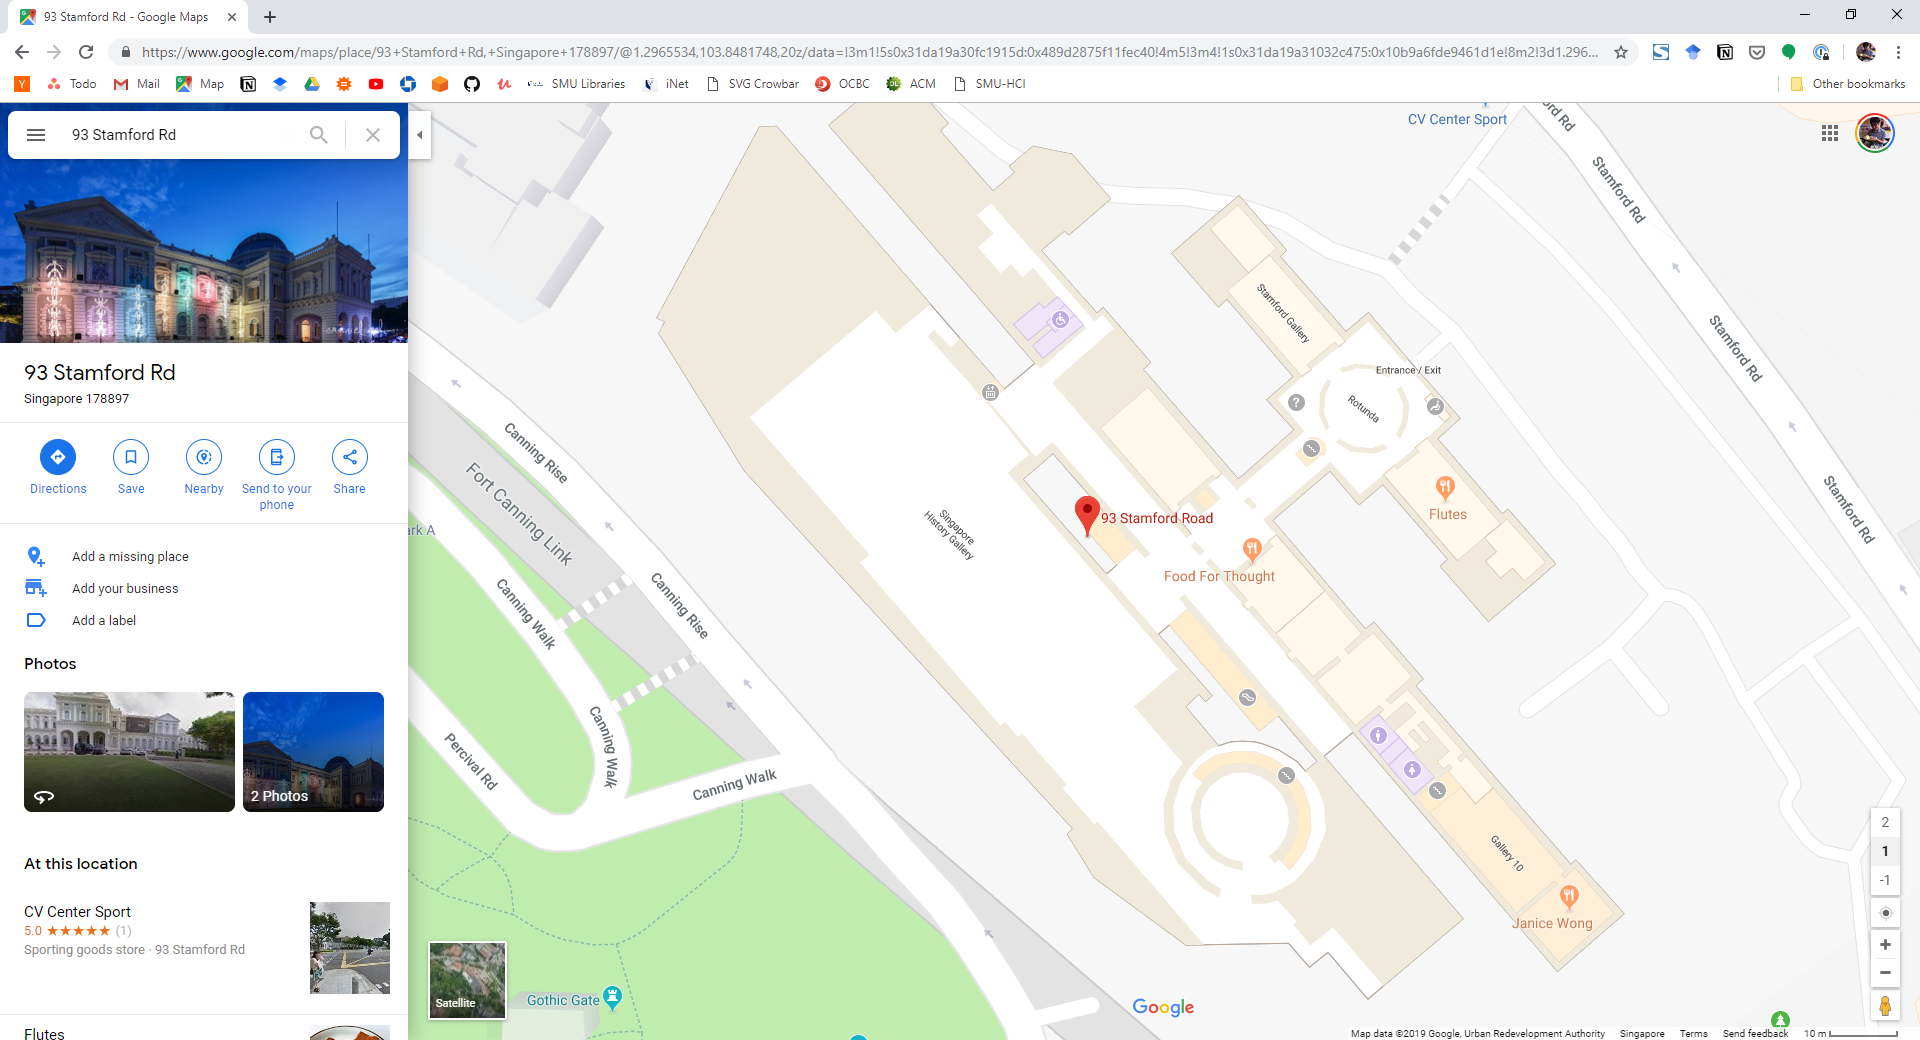 93 Stamford Rd - Google Maps
https://www.google.com/maps/place/93+Stamford+Rd,+Singapore+178897/@1.2965534,103.8481748,20z/data=!3m1!5s0x31da19a30fc1915d:0x489d2875f11fec40!4m5!3m4!1s0x31da19a31032c475:0x10b9a6fde9461d1e!8m2!3d1.296...
Todo Mail Map SMU Libraries iNet SVG Crowbar OCBC ACM SMU-HCI Other bookmarks
93 Stamford Rd
93 Stamford Rd
Singapore 178897
Directions Save Nearby Send to your phone Share
Add a missing place
Add your business
Add a label
Photos
2 Photos
At this location
CV Center Sport
5.0 ★★★★★ (1)
Sporting goods store · 93 Stamford Rd
Flutes
CV Center Sport
Stamford Rd
Stamford Rd
Stamford Rd
Stamford Gallery
Entrance / Exit
Rotunda
Flutes
93 Stamford Road
Food For Thought
Singapore
History Gallery
Canning Rise
Fort Canning Link
Canning Rise
Canning Walk
Canning Walk
Canning Walk
Percival Rd
Gallery 10
Janice Wong
Gothic Gate
Satellite
Google
2
1
-1
Map data ©2019 Google, Urban Redevelopment Authority Singapore Terms Send feedback 10 m